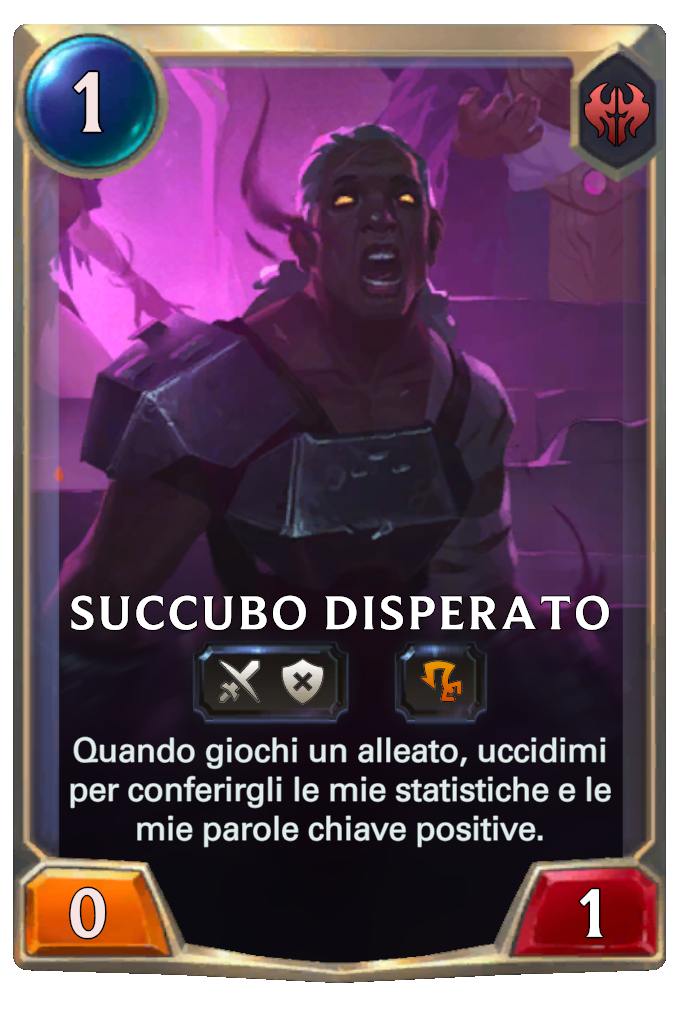 1
SUCCUBO DISPERATO
Quando giochi un alleato, uccidimi
per conferirgli le mie statistiche e le
mie parole chiave positive.
0
1